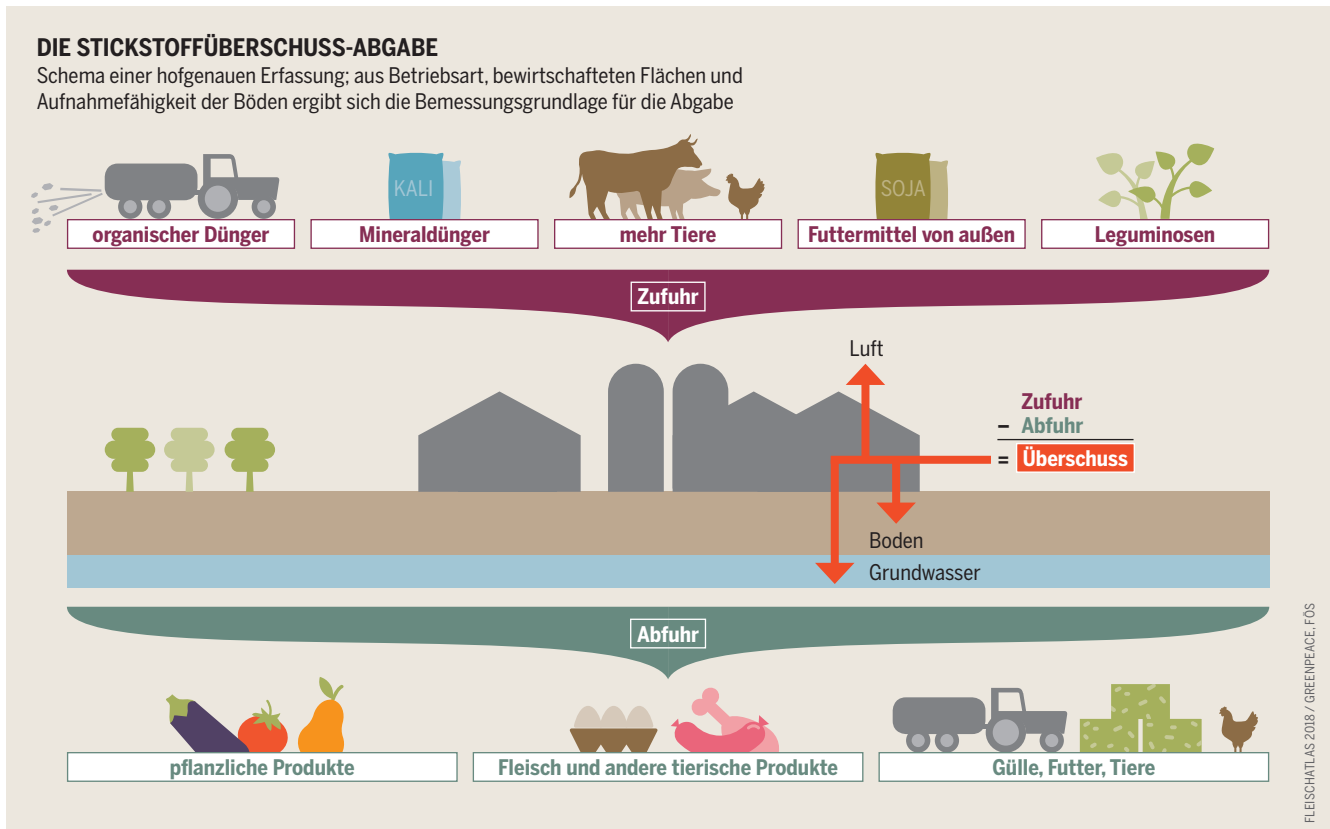 DIE STICKSTOFFÜBERSCHUSS-ABGABE
Schema einer hofgenauen Erfassung; aus Betriebsart, bewirtschafteten Flächen und
Aufnahmefähigkeit der Böden ergibt sich die Bemessungsgrundlage für die Abgabe
KALI
SOJA
organischer Dünger
Mineraldünger
mehr Tiere
Futtermittel von außen
Leguminosen
Zufuhr
Luft
Zufuhr
– Abfuhr
= Überschuss
Boden
Grundwasser
Abfuhr
pflanzliche Produkte
Fleisch und andere tierische Produkte
Gülle, Futter, Tiere
FLEISCHATLAS 2018 / GREENPEACE, FÖS